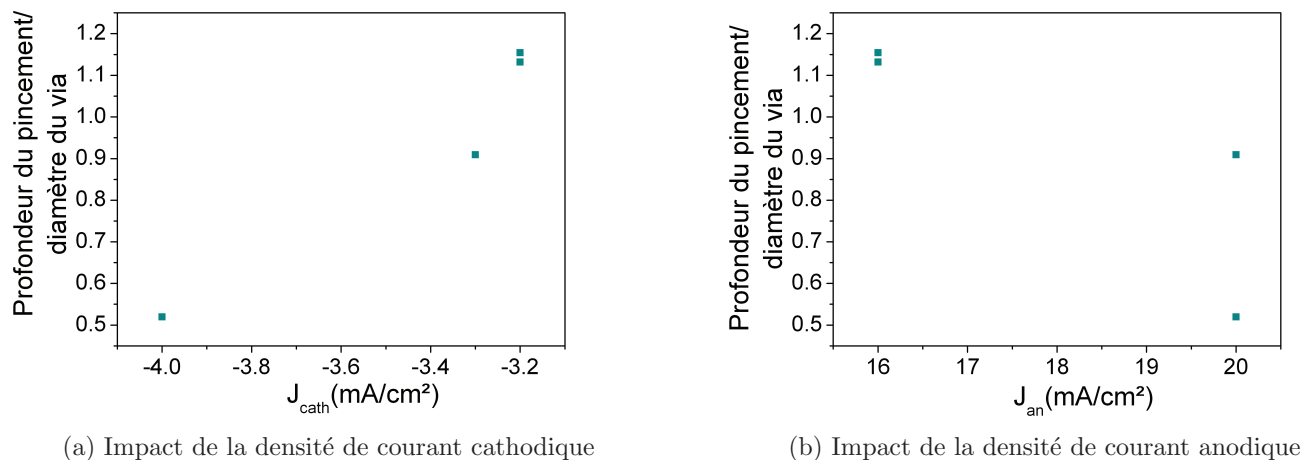 Profondeur du pincement/
diamètre du via
1.2
1.1
1.0
0.9
0.8
0.7
0.6
0.5
-4.0 -3.8 -3.6 -3.4 -3.2
J_cath(mA/cm²)
(a) Impact de la densité de courant cathodique
Profondeur du pincement/
diamètre du via
1.2
1.1
1.0
0.9
0.8
0.7
0.6
0.5
16 17 18 19 20
J_an(mA/cm²)
(b) Impact de la densité de courant anodique